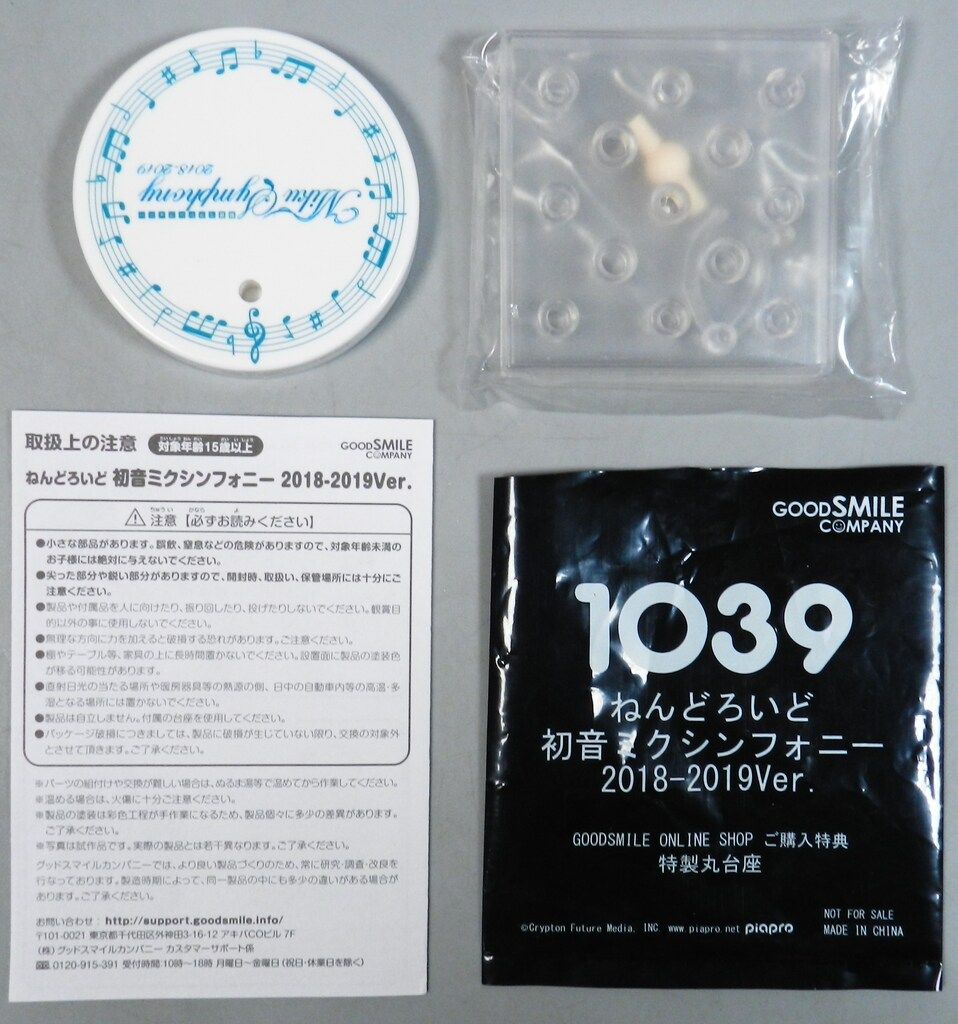 Miku Symphony
2018-2019
取扱上の注意
対象年齢15歳以上
GOODSMILE
COMPANY
ねんどろいど 初音ミクシンフォニー 2018-2019Ver.
注意【必ずお読みください】
●小さな部品があります。誤飲、窒息などの危険がありますので、対象年齢未満の
お子様には絶対に与えないでください。
●尖った部分や鋭い部分がありますので、開封時、取扱い、保管場所には十分にご
注意ください。
●製品や付属品を人に向けたり、振り回したり、投げたりしないでください。観賞目
的以外の事に使用しないでください。
●無理な方向に力を加えると破損する恐れがあります。ご注意ください。
●棚やテーブル等、家具の上に長時間置かないでください。設置面に製品の塗装色
が移る可能性があります。
●直射日光の当たる場所や暖房器具等の熱源の側、日中の自動車内等の高温・多
湿となる場所には置かないでください。
●製品は自立しません。付属の台座を使用してください。
●パッケージ破損につきましては、製品に破損が生じていない限り、交換の対象外
とさせて頂きます。ご了承ください。
※パーツの組付けや交換が難しい場合は、ぬるま湯等で温めてから作業してください。
※温める場合は、火傷に十分ご注意ください。
※製品の塗装は彩色工程が手作業になるため、製品個々に多少の差異があります。
ご了承ください。
※写真は試作品です。実際の製品とは若干異なります。ご了承ください。
グッドスマイルカンパニーでは、より良い製品づくりのため、常に研究・調査・改良を
行なっております。製造時期によって、同一製品の中にも多少の違いがある場合が
あります。ご了承ください。
お問い合わせ：http://support.goodsmile.info/
〒101-0021 東京都千代田区外神田3-16-12 アキバCOビル 7F
(株)グッドスマイルカンパニー カスタマーサポート係
0120-915-391 受付時間:10時～18時 月曜日～金曜日(祝日・休業日を除く)
GOODSMILE
COMPANY
1039
ねんどろいど
初音ミクシンフォニー
2018-2019Ver.
GOODSMILE ONLINE SHOP ご購入特典
特製丸台座
©Crypton Future Media, INC. www.piapro.net piapro
NOT FOR SALE
MADE IN CHINA